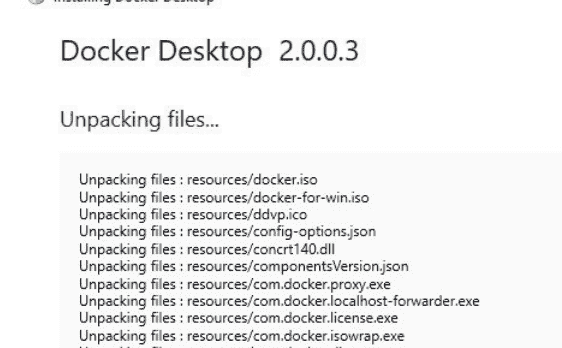 Installing Docker Desktop
Docker Desktop 2.0.0.3
Unpacking files...
Unpacking files : resources/docker.iso
Unpacking files : resources/docker-for-win.iso
Unpacking files : resources/ddvp.ico
Unpacking files : resources/config-options.json
Unpacking files : resources/concrt140.dll
Unpacking files : resources/componentsVersion.json
Unpacking files : resources/com.docker.proxy.exe
Unpacking files : resources/com.docker.localhost-forwarder.exe
Unpacking files : resources/com.docker.license.exe
Unpacking files : resources/com.docker.isowrap.exe